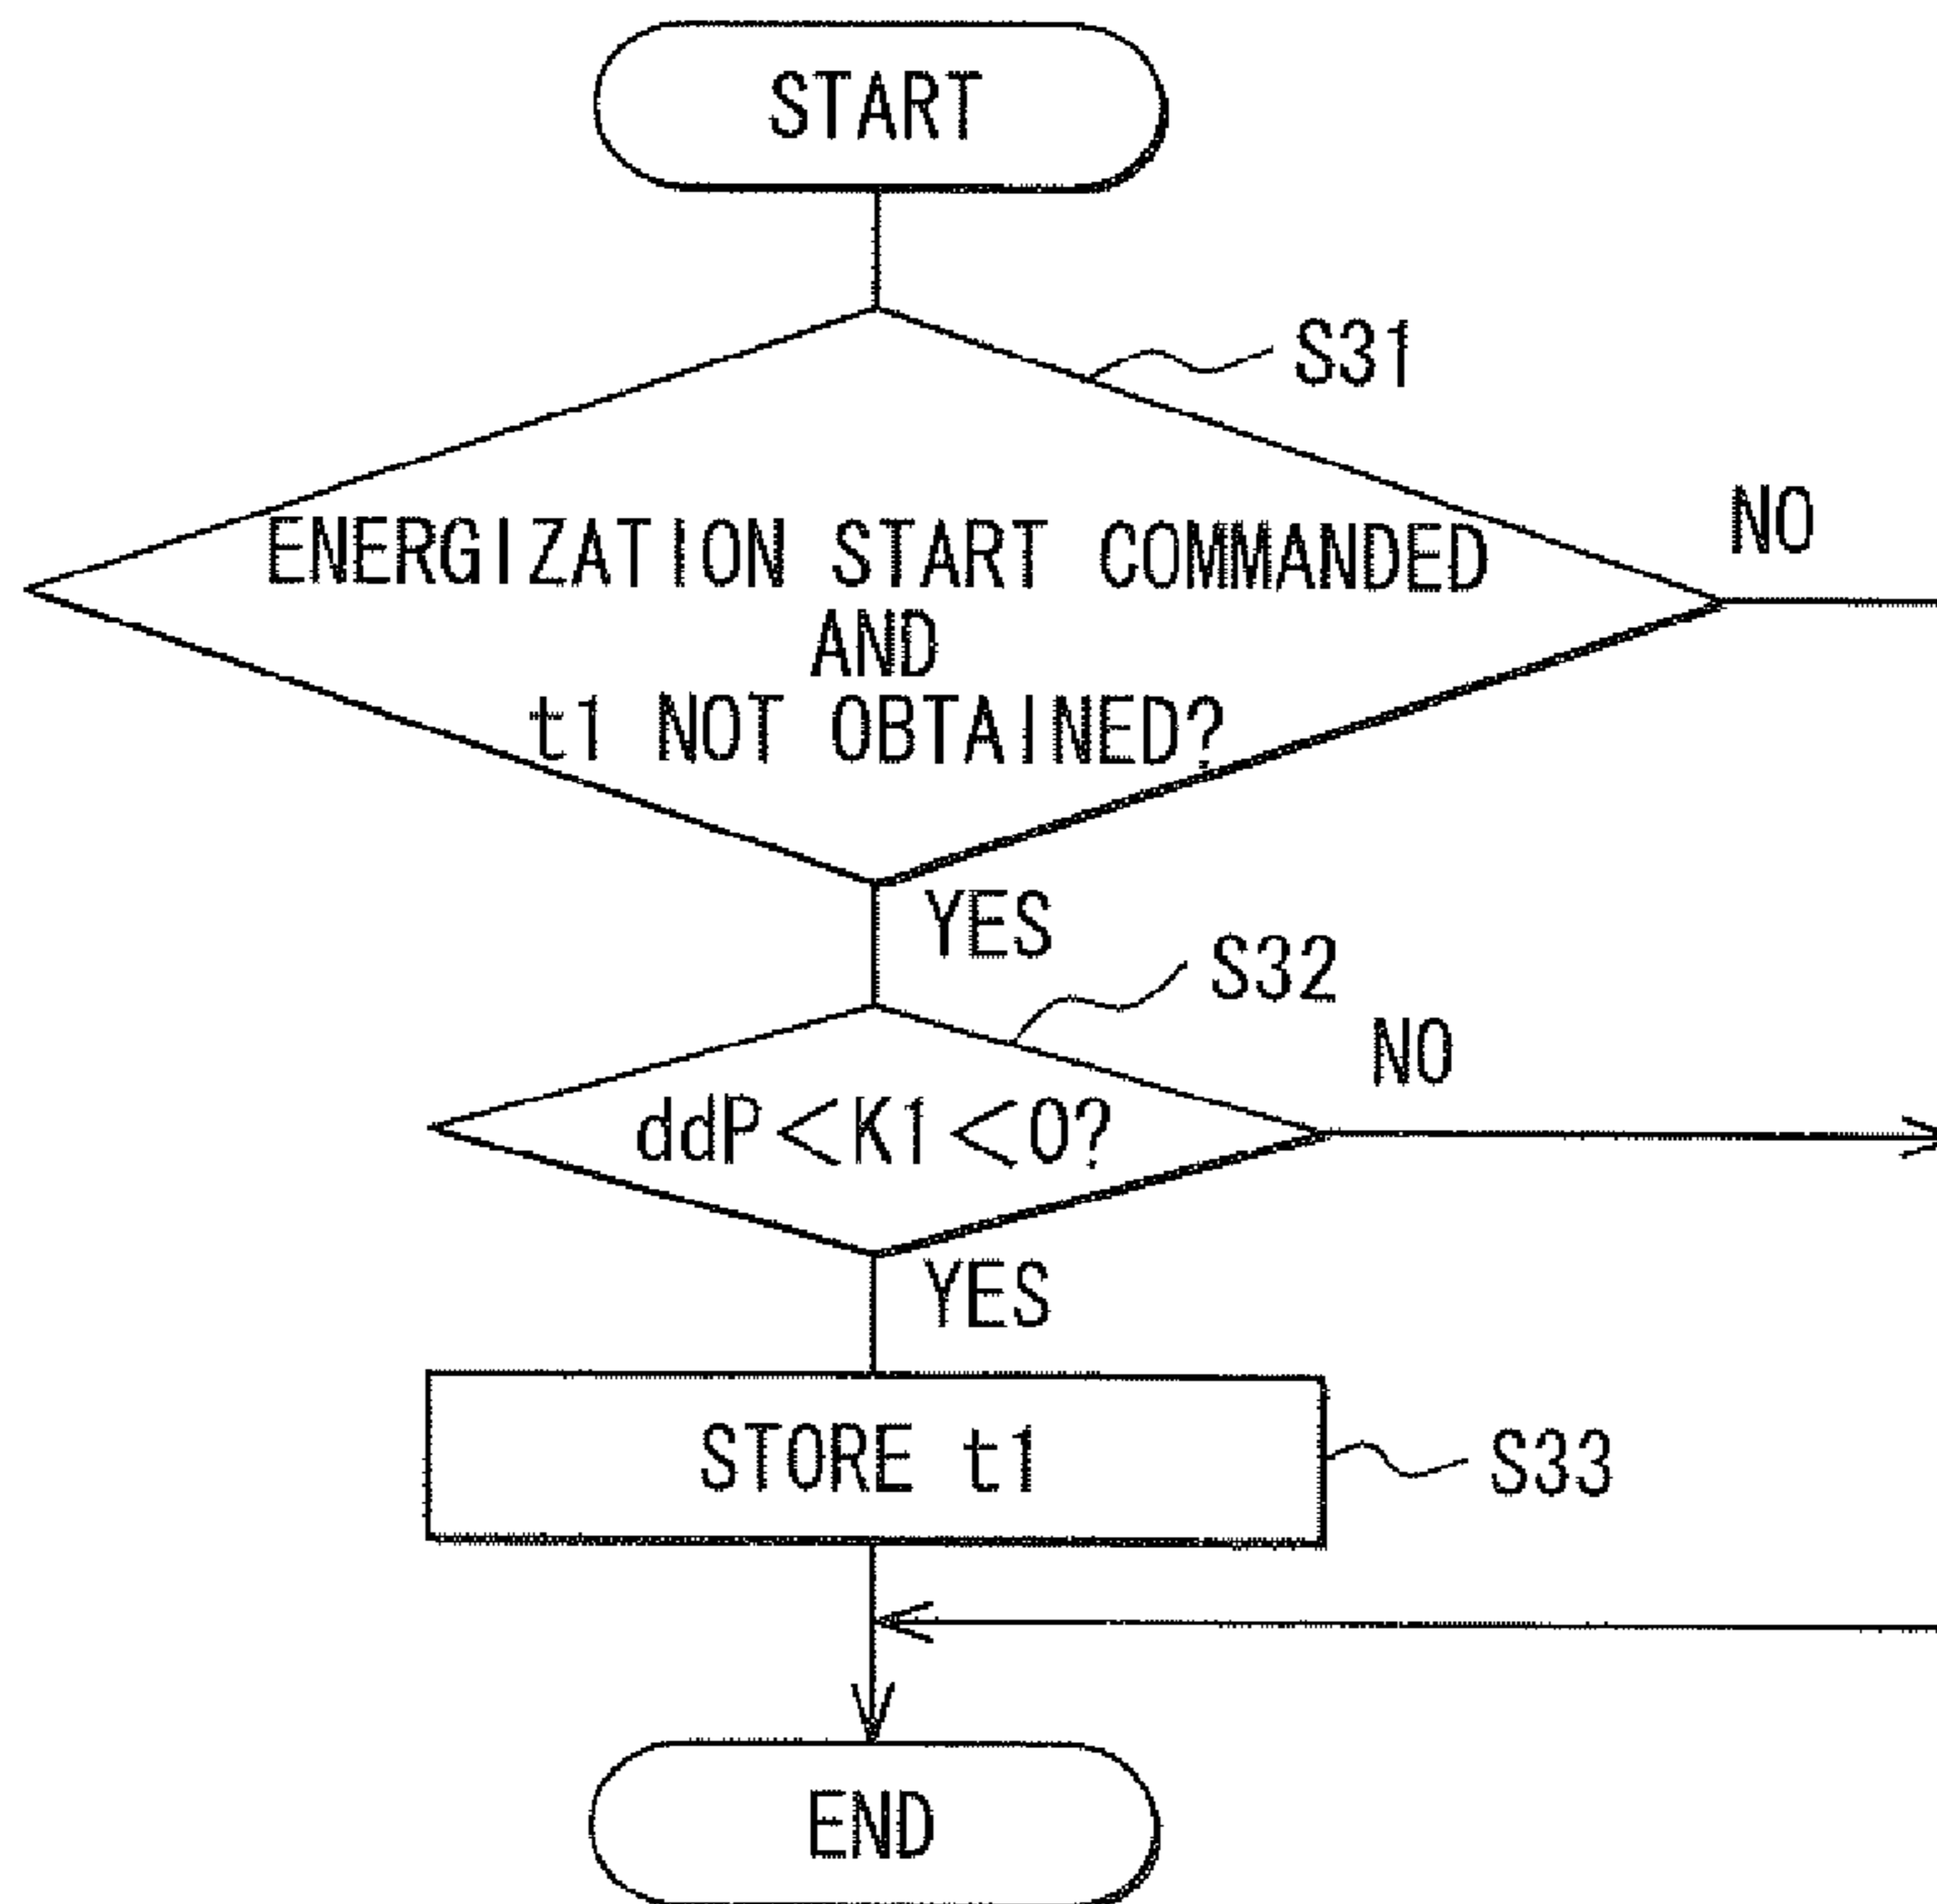 START
S31
NO
ENERGIZATION START COMMANDED
AND
t1 NOT OBTAINED?
YES
S32
NO
ddP<K1<0?
YES
STORE t1
S33
END